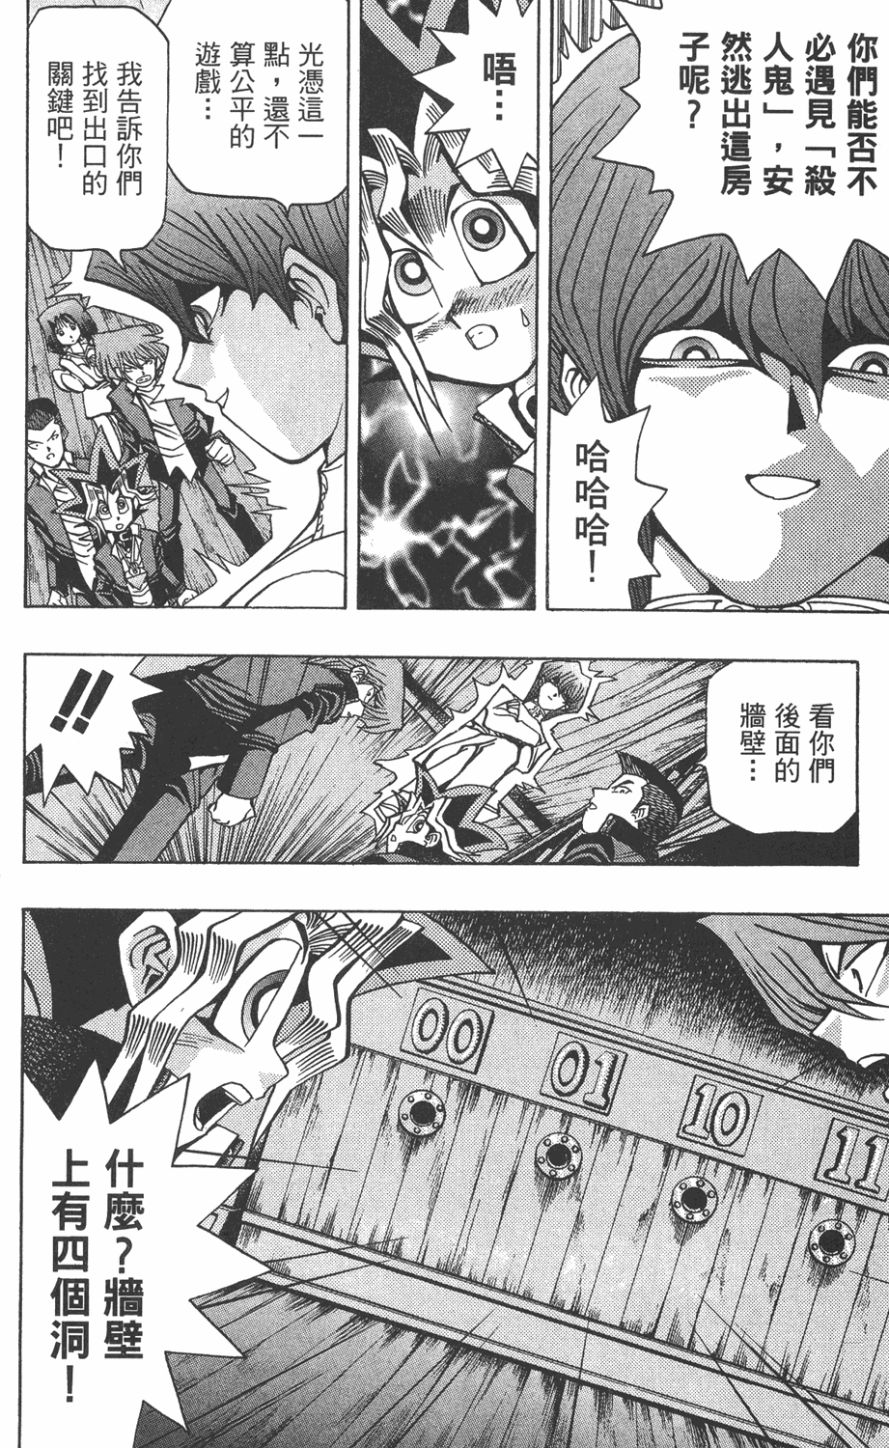 你們能否不
必遇見「殺
人鬼」，安
然逃出這房
子呢？
哈哈哈！
唔…
光憑這一
點，還不
算公平的
遊戲…
我告訴你們
找到出口的
關鍵吧！
看你們
後面的
牆壁…
!!
00
01
10
11
什麼？牆壁
上有四個洞！